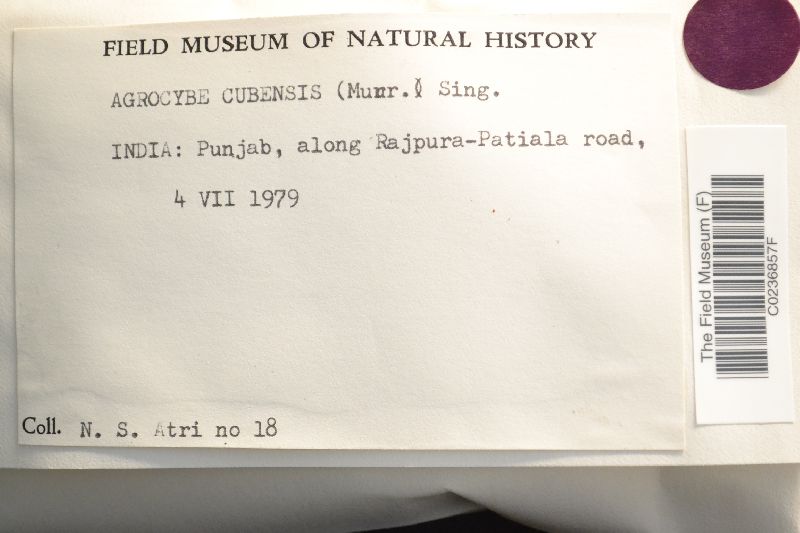 FIELD MUSEUM OF NATURAL HISTORY
AGROCYBE CUBENSIS (Murr.) Sing.
INDIA: Punjab, along Rajpura-Patiala road,
4 VII 1979
Coll. N. S. Atri no 18
The Field Museum (F)
C0236857F